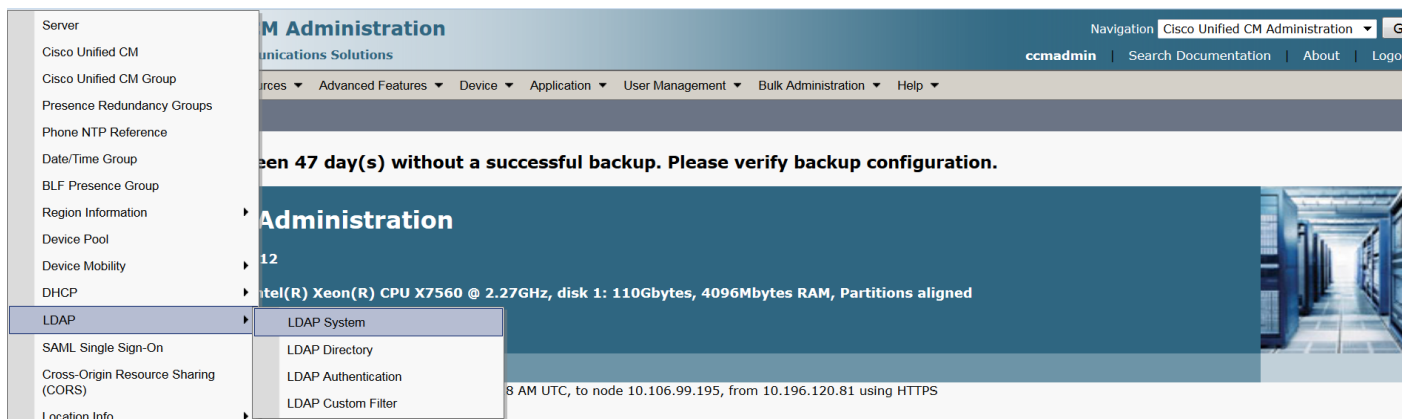 Server
Cisco Unified CM
Cisco Unified CM Group
Presence Redundancy Groups
Phone NTP Reference
Date/Time Group
BLF Presence Group
Region Information
Device Pool
Device Mobility
DHCP
LDAP
SAML Single Sign-On
Cross-Origin Resource Sharing
(CORS)
Location Info
LDAP System
LDAP Directory
LDAP Authentication
LDAP Custom Filter
M Administration
unications Solutions
Navigation Cisco Unified CM Administration G
ccmadmin | Search Documentation | About | Logo
urces Advanced Features Device Application User Management Bulk Administration Help
een 47 day(s) without a successful backup. Please verify backup configuration.
Administration
12
ntel(R) Xeon(R) CPU X7560 @ 2.27GHz, disk 1: 110Gbytes, 4096Mbytes RAM, Partitions aligned
8 AM UTC, to node 10.106.99.195, from 10.196.120.81 using HTTPS